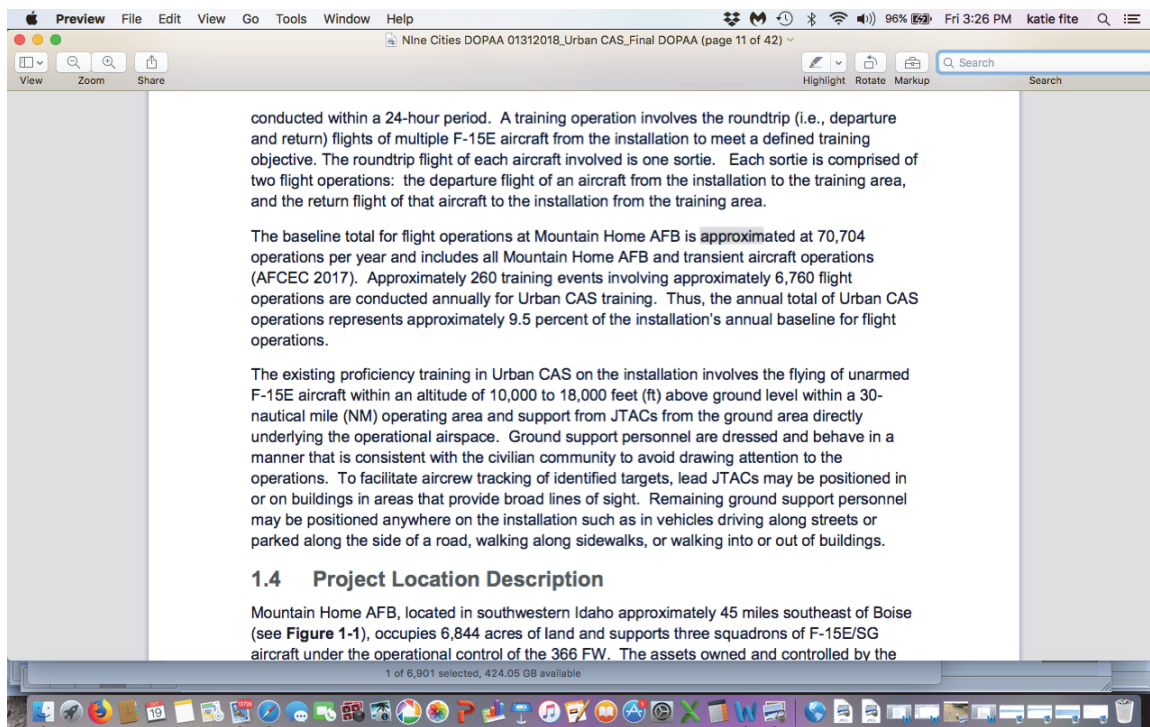 Preview File Edit View Go Tools Window Help 96% Fri 3:26 PM katie fite
NIne Cities DOPAA 01312018_Urban CAS_Final DOPAA (page 11 of 42)
Search
View Zoom Share Highlight Rotate Markup Search
conducted within a 24-hour period. A training operation involves the roundtrip (i.e., departure
and return) flights of multiple F-15E aircraft from the installation to meet a defined training
objective. The roundtrip flight of each aircraft involved is one sortie. Each sortie is comprised of
two flight operations: the departure flight of an aircraft from the installation to the training area,
and the return flight of that aircraft to the installation from the training area.
The baseline total for flight operations at Mountain Home AFB is approximated at 70,704
operations per year and includes all Mountain Home AFB and transient aircraft operations
(AFCEC 2017). Approximately 260 training events involving approximately 6,760 flight
operations are conducted annually for Urban CAS training. Thus, the annual total of Urban CAS
operations represents approximately 9.5 percent of the installation's annual baseline for flight
operations.
The existing proficiency training in Urban CAS on the installation involves the flying of unarmed
F-15E aircraft within an altitude of 10,000 to 18,000 feet (ft) above ground level within a 30-
nautical mile (NM) operating area and support from JTACs from the ground area directly
underlying the operational airspace. Ground support personnel are dressed and behave in a
manner that is consistent with the civilian community to avoid drawing attention to the
operations. To facilitate aircrew tracking of identified targets, lead JTACs may be positioned in
or on buildings in areas that provide broad lines of sight. Remaining ground support personnel
may be positioned anywhere on the installation such as in vehicles driving along streets or
parked along the side of a road, walking along sidewalks, or walking into or out of buildings.
1.4 Project Location Description
Mountain Home AFB, located in southwestern Idaho approximately 45 miles southeast of Boise
(see Figure 1-1), occupies 6,844 acres of land and supports three squadrons of F-15E/SG
aircraft under the operational control of the 366 FW. The assets owned and controlled by the
1 of 6,901 selected, 424.05 GB available
19